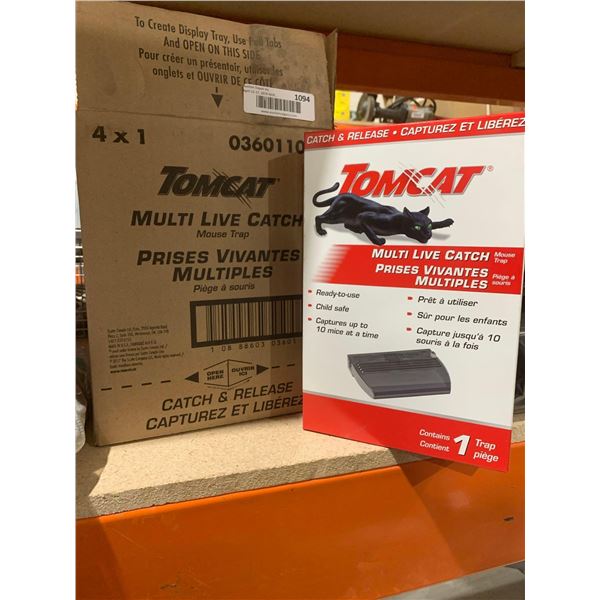 To Create Display Tray, Use Pull Tabs
And OPEN ON THIS SIDE
Pour créer un présentoir, utiliser les
anglets et OUVRIR DE CE CÔTÉ
1094
4 x 1
0360110
TOMCAT
MULTI LIVE CATCH
Mouse Trap
PRISES VIVANTES
MULTIPLES
Piège à souris
OPEN HERE
OUVRIR ICI
CATCH & RELEASE
CAPTUREZ ET LIBÉREZ
CATCH & RELEASE • CAPTUREZ ET LIBÉREZ
TOMCAT®
MULTI LIVE CATCH Mouse Trap
PRISES VIVANTES
MULTIPLES Piège à souris
• Ready-to-use
• Child safe
• Captures up to
10 mice at a time
• Prêt à utiliser
• Sûr pour les enfants
• Capture jusqu'à 10
souris à la fois
Contains
Contient
1 Trap
piège